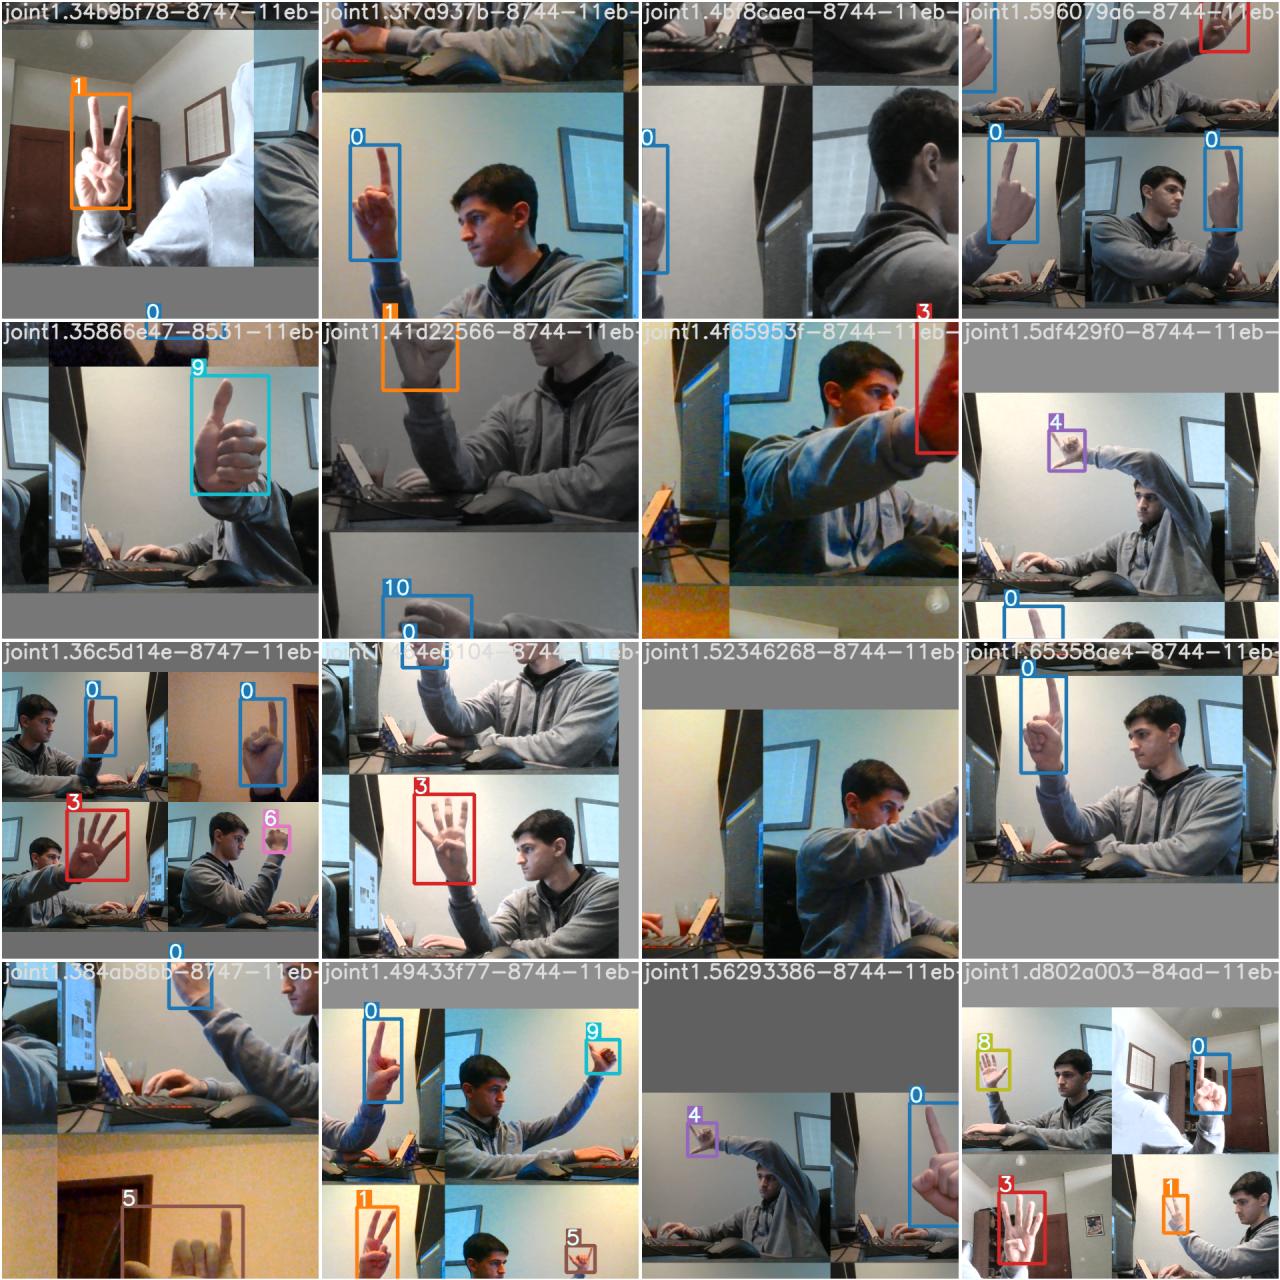 joint1.34b9bf78-8747-11eb-
joint1.3f7a937b-8744-11eb-
joint1.4bf8caea-8744-11eb-
joint1.596079a6-8744-11eb-
1
0
0
0
0
0
1
3
joint1.35866e47-8531-11eb-
joint1.41d22566-8744-11eb-
joint1.4f65953f-8744-11eb-
joint1.5df429f0-8744-11eb-
9
4
10
0
0
joint1.36c5d14e-8747-11eb-
joint1.464e6104-8744-11eb-
joint1.52346268-8744-11eb-
joint1.65358ae4-8744-11eb-
0
0
0
3
3
6
0
joint1.384ab8bb-8747-11eb-
joint1.49433f77-8744-11eb-
joint1.56293386-8744-11eb-
joint1.d802a003-84ad-11eb-
0
9
8
0
0
4
5
1
3
1
5